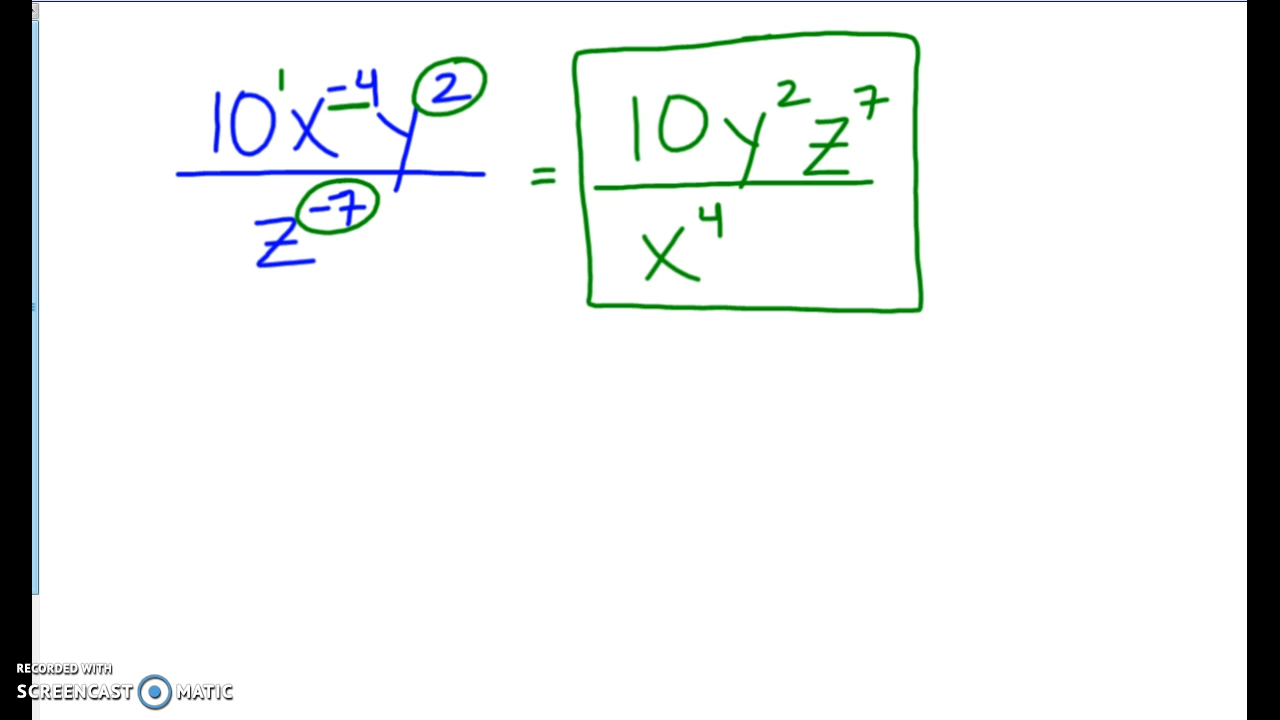 10¹x⁻⁴y² / z⁻⁷ = 10y²z⁷ / x⁴
RECORDED WITH
SCREENCAST MATIC